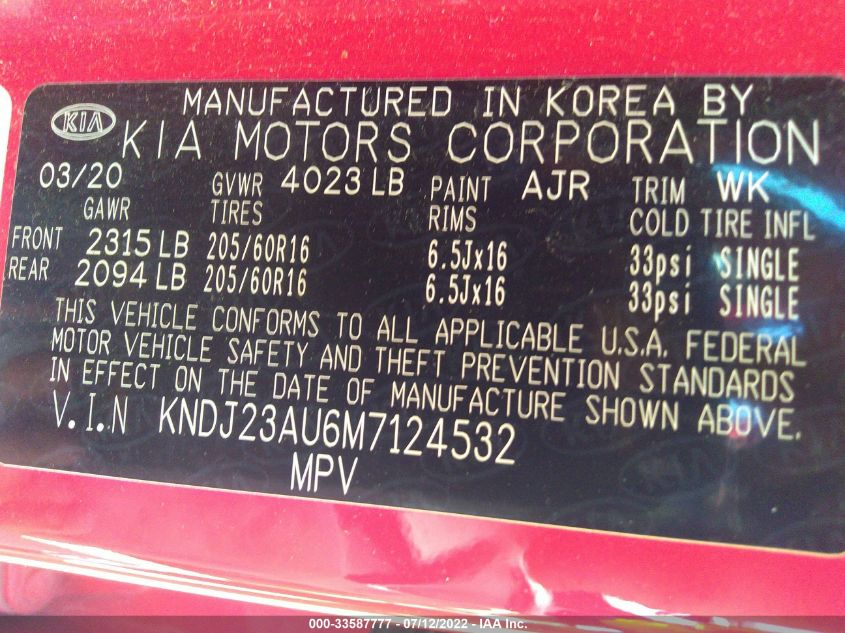 MANUFACTURED IN KOREA BY
KIA KIA MOTORS CORPORATION
03/20 GVWR 4023 LB PAINT AJR TRIM WK
GAWR TIRES RIMS COLD TIRE INFL
FRONT 2315 LB 205/60R16 6.5Jx16 33psi SINGLE
REAR 2094 LB 205/60R16 6.5Jx16 33psi SINGLE
THIS VEHICLE CONFORMS TO ALL APPLICABLE U.S.A. FEDERAL
MOTOR VEHICLE SAFETY AND THEFT PREVENTION STANDARDS
IN EFFECT ON THE DATE OF MANUFACTURE SHOWN ABOVE.
V.I.N KNDJ23AU6M7124532
MPV
000-33587777 - 07/12/2022 - IAA Inc.